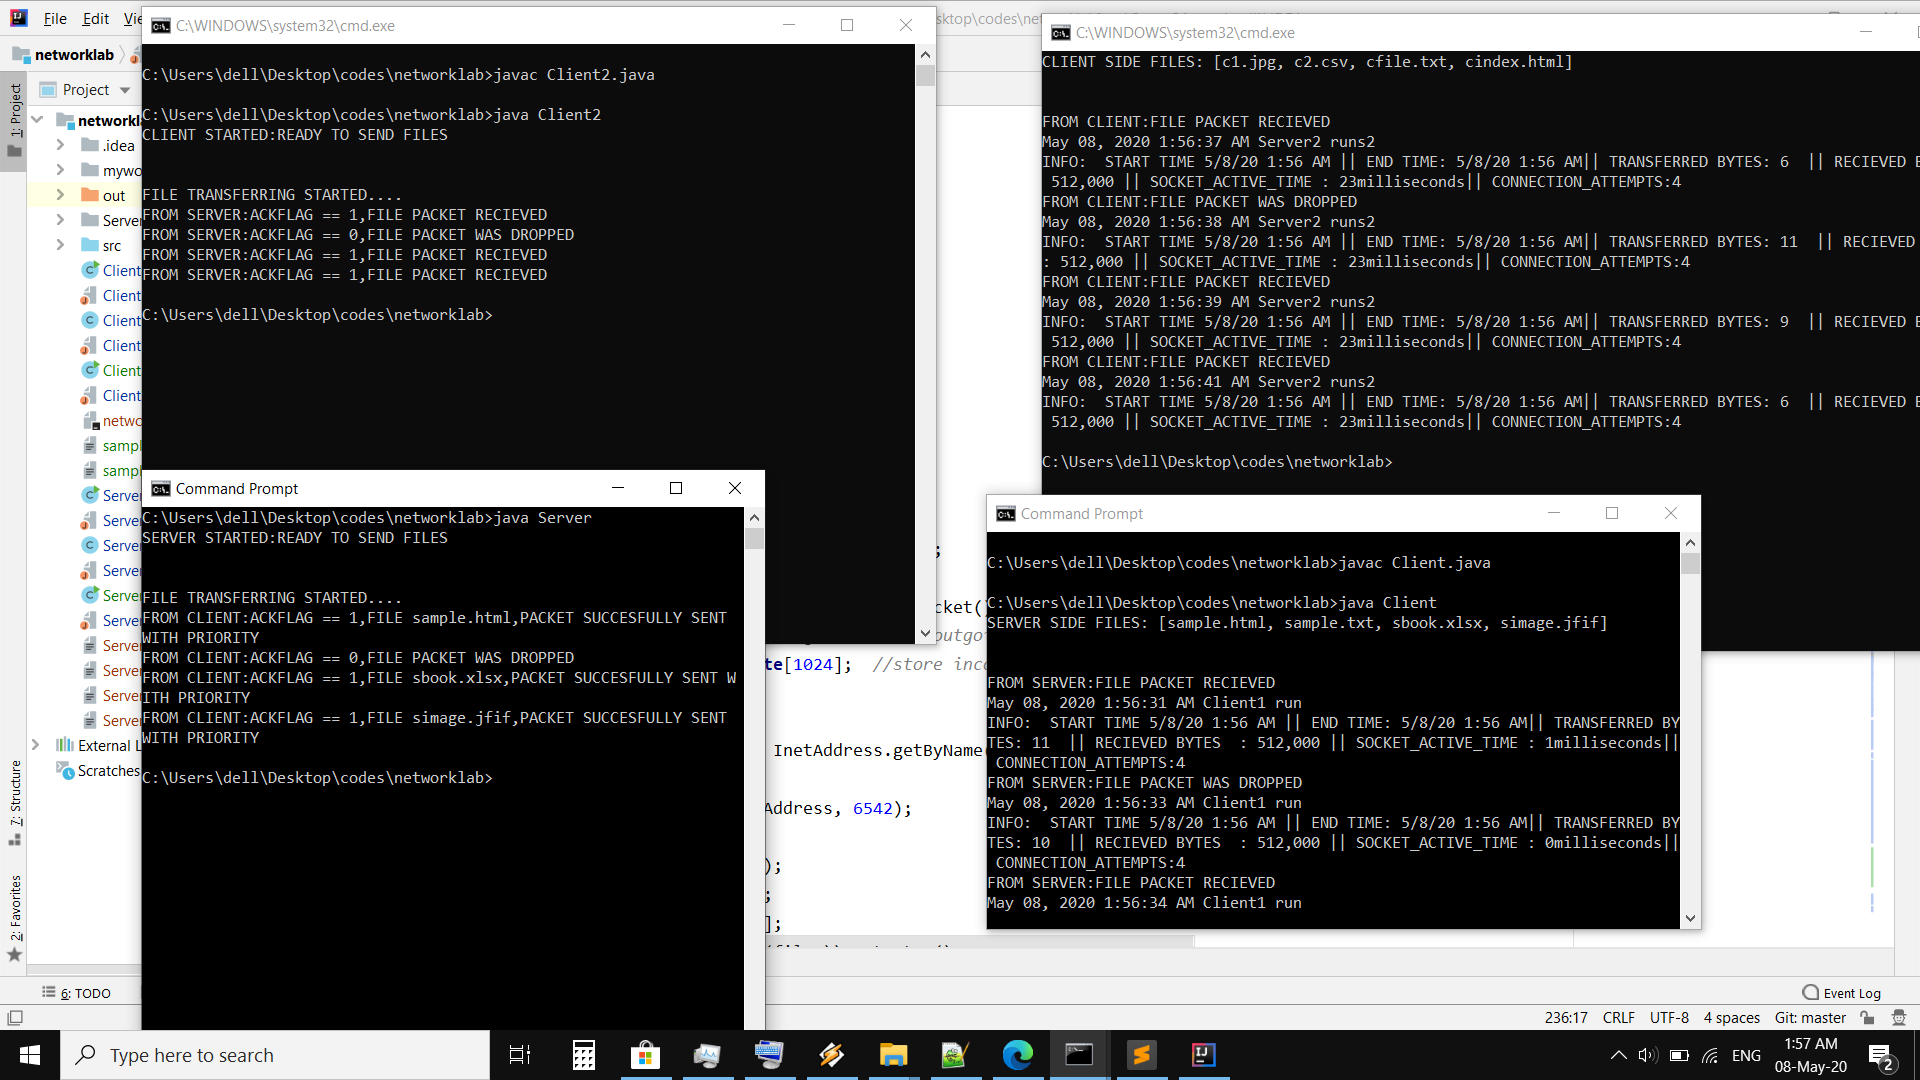 File Edit Vie
networklab
1: Project
Project
networkl
.idea
mywo
out
Server
src
Client
Client
Client
Client
Client
Client
netwo
sampl
sampl
Server
Server
Server
Server
Server
Server
Server
Server
Server
Server
External L
Scratches
7: Structure
2: Favorites
6: TODO
C:\WINDOWS\system32\cmd.exe
C:\Users\dell\Desktop\codes\networklab>javac Client2.java
C:\Users\dell\Desktop\codes\networklab>java Client2
CLIENT STARTED:READY TO SEND FILES
FILE TRANSFERRING STARTED....
FROM SERVER:ACKFLAG == 1,FILE PACKET RECIEVED
FROM SERVER:ACKFLAG == 0,FILE PACKET WAS DROPPED
FROM SERVER:ACKFLAG == 1,FILE PACKET RECIEVED
FROM SERVER:ACKFLAG == 1,FILE PACKET RECIEVED
C:\Users\dell\Desktop\codes\networklab>
Command Prompt
C:\Users\dell\Desktop\codes\networklab>java Server
SERVER STARTED:READY TO SEND FILES
FILE TRANSFERRING STARTED....
FROM CLIENT:ACKFLAG == 1,FILE sample.html,PACKET SUCCESFULLY SENT
WITH PRIORITY
FROM CLIENT:ACKFLAG == 0,FILE PACKET WAS DROPPED
FROM CLIENT:ACKFLAG == 1,FILE sbook.xlsx,PACKET SUCCESFULLY SENT W
ITH PRIORITY
FROM CLIENT:ACKFLAG == 1,FILE simage.jfif,PACKET SUCCESFULLY SENT
WITH PRIORITY
C:\Users\dell\Desktop\codes\networklab>
sktop\codes\ne
;
cket(
outgo
te[1024]; //store inco
InetAddress.getByName
Address, 6542);
);
;
];
C:\WINDOWS\system32\cmd.exe
CLIENT SIDE FILES: [c1.jpg, c2.csv, cfile.txt, cindex.html]
FROM CLIENT:FILE PACKET RECIEVED
May 08, 2020 1:56:37 AM Server2 runs2
INFO:  START TIME 5/8/20 1:56 AM || END TIME: 5/8/20 1:56 AM|| TRANSFERRED BYTES: 6  || RECIEVED B
512,000 || SOCKET_ACTIVE_TIME : 23milliseconds|| CONNECTION_ATTEMPTS:4
FROM CLIENT:FILE PACKET WAS DROPPED
May 08, 2020 1:56:38 AM Server2 runs2
INFO:  START TIME 5/8/20 1:56 AM || END TIME: 5/8/20 1:56 AM|| TRANSFERRED BYTES: 11  || RECIEVED
: 512,000 || SOCKET_ACTIVE_TIME : 23milliseconds|| CONNECTION_ATTEMPTS:4
FROM CLIENT:FILE PACKET RECIEVED
May 08, 2020 1:56:39 AM Server2 runs2
INFO:  START TIME 5/8/20 1:56 AM || END TIME: 5/8/20 1:56 AM|| TRANSFERRED BYTES: 9  || RECIEVED B
512,000 || SOCKET_ACTIVE_TIME : 23milliseconds|| CONNECTION_ATTEMPTS:4
FROM CLIENT:FILE PACKET RECIEVED
May 08, 2020 1:56:41 AM Server2 runs2
INFO:  START TIME 5/8/20 1:56 AM || END TIME: 5/8/20 1:56 AM|| TRANSFERRED BYTES: 6  || RECIEVED B
512,000 || SOCKET_ACTIVE_TIME : 23milliseconds|| CONNECTION_ATTEMPTS:4
C:\Users\dell\Desktop\codes\networklab>
Command Prompt
C:\Users\dell\Desktop\codes\networklab>javac Client.java
C:\Users\dell\Desktop\codes\networklab>java Client
SERVER SIDE FILES: [sample.html, sample.txt, sbook.xlsx, simage.jfif]
FROM SERVER:FILE PACKET RECIEVED
May 08, 2020 1:56:31 AM Client1 run
INFO:  START TIME 5/8/20 1:56 AM || END TIME: 5/8/20 1:56 AM|| TRANSFERRED BY
TES: 11  || RECIEVED BYTES  : 512,000 || SOCKET_ACTIVE_TIME : 1milliseconds||
CONNECTION_ATTEMPTS:4
FROM SERVER:FILE PACKET WAS DROPPED
May 08, 2020 1:56:33 AM Client1 run
INFO:  START TIME 5/8/20 1:56 AM || END TIME: 5/8/20 1:56 AM|| TRANSFERRED BY
TES: 10  || RECIEVED BYTES  : 512,000 || SOCKET_ACTIVE_TIME : 0milliseconds||
CONNECTION_ATTEMPTS:4
FROM SERVER:FILE PACKET RECIEVED
May 08, 2020 1:56:34 AM Client1 run
Event Log
236:17 CRLF UTF-8 4 spaces Git: master
Type here to search
ENG
1:57 AM
08-May-20
2